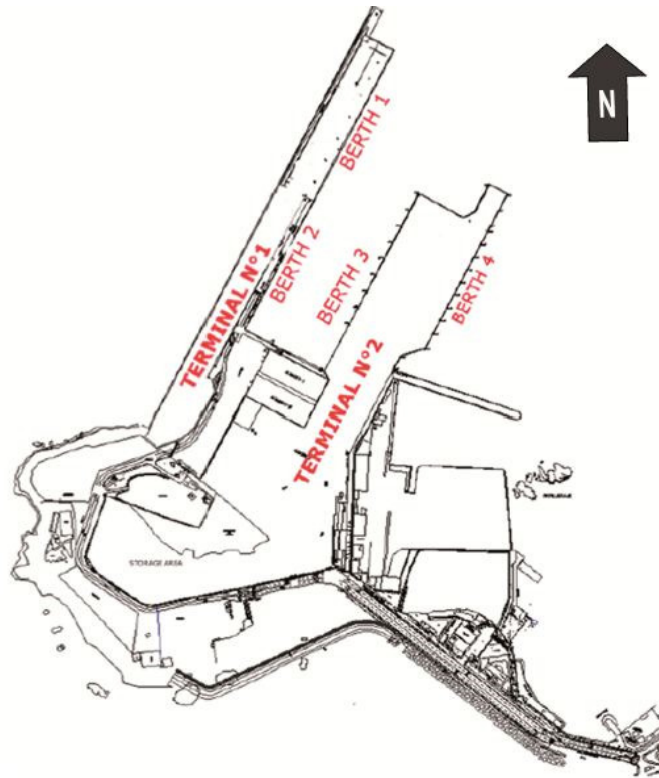 N
BERTH 1
BERTH 2
TERMINAL N°1
BERTH 3
BERTH 4
TERMINAL N°2
STORAGE AREA